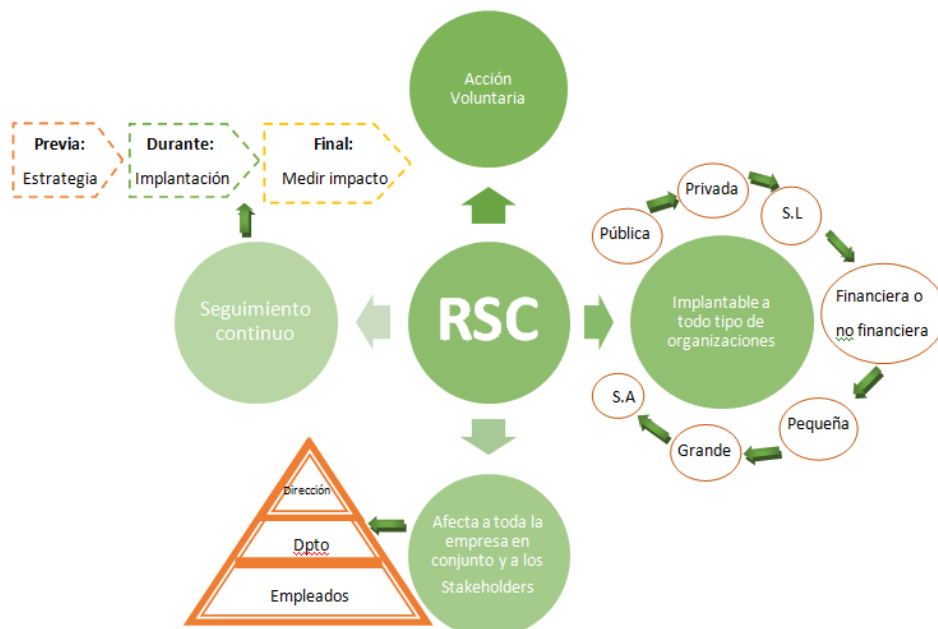 Acción
Voluntaria
Previa:
Estrategia
Durante:
Implantación
Final:
Medir impacto
Seguimiento
continuo
RSC
Implantable a
todo tipo de
organizaciones
Pública
Privada
S.L
Financiera o
no financiera
Pequeña
Grande
S.A
Afecta a toda la
empresa en
conjunto y a los
Stakeholders
Dirección
Dpto
Empleados